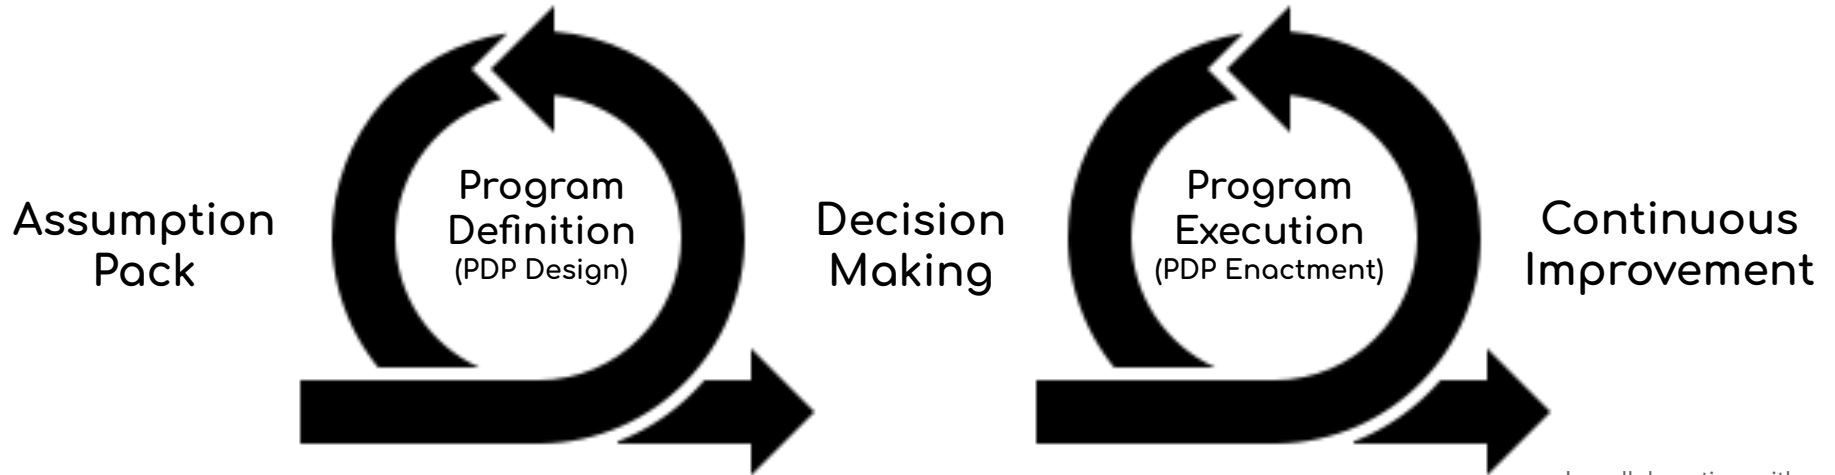 Assumption
Pack
Program
Definition
(PDP Design)
Decision
Making
Program
Execution
(PDP Enactment)
Continuous
Improvement